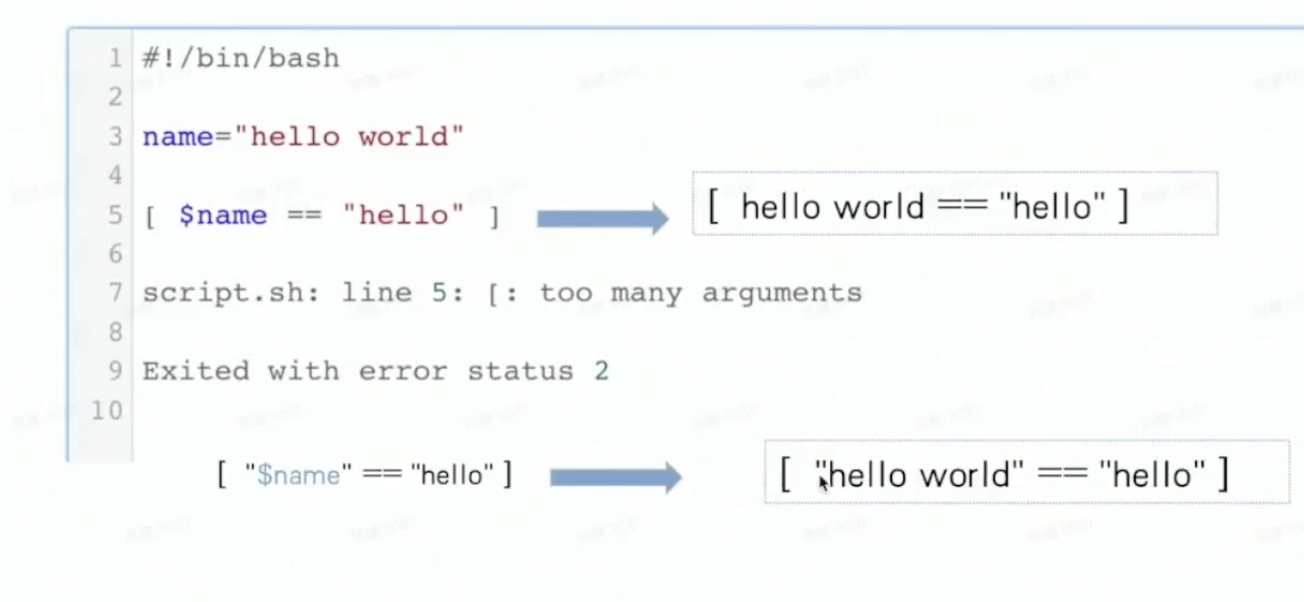 1 #!/bin/bash
2
3 name="hello world"
4
5 [ $name == "hello" ] [ hello world == "hello" ]
6
7 script.sh: line 5: [: too many arguments
8
9 Exited with error status 2
10
[ "$name" == "hello" ] [ "hello world" == "hello" ]